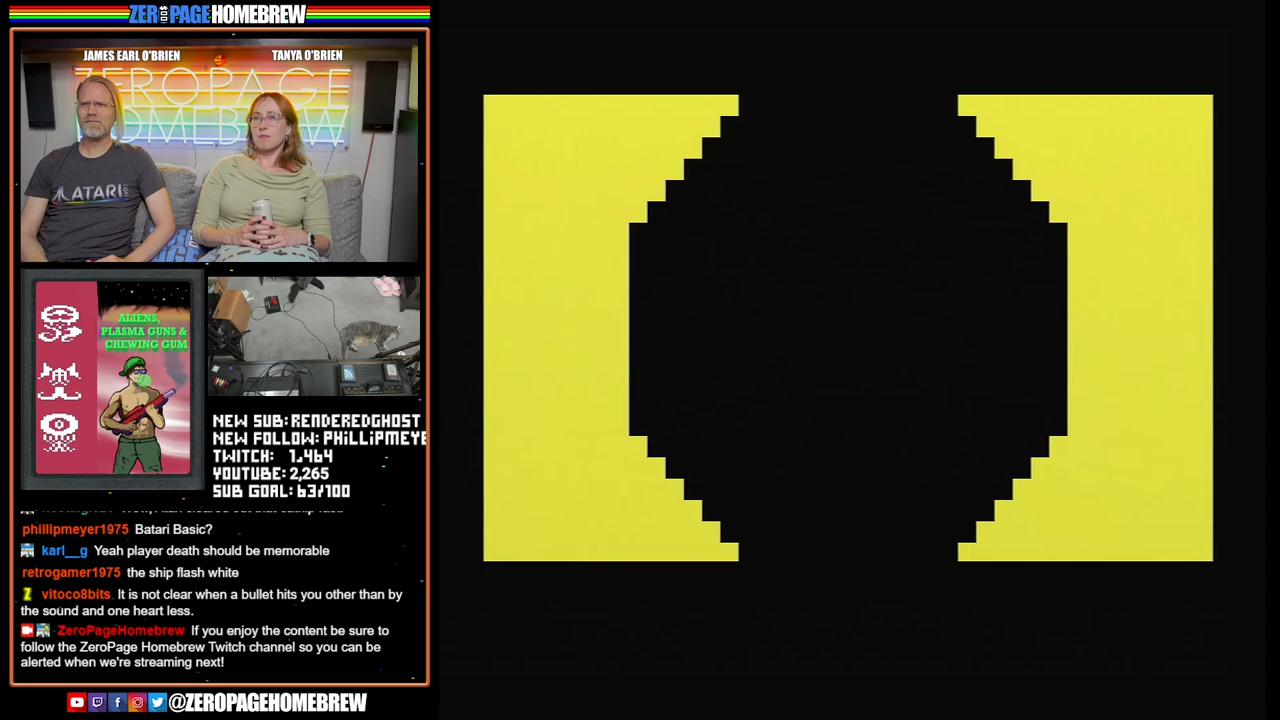 ZEROPAGE HOMEBREW
JAMES EARL O'BRIEN
TANYA O'BRIEN
ZEROPAGE
HOMEBREW
ATARI
ALIENS,
PLASMA GUNS &
CHEWING GUM
NEW SUB: RENDEREDGHOST
NEW FOLLOW: PHILLIPMEYE
TWITCH: 1,464
YOUTUBE: 2,265
SUB GOAL: 63/100
phillipmeyer1975 Batari Basic?
karl__g Yeah player death should be memorable
retrogamer1975 the ship flash white
Z vitoco8bits: It is not clear when a bullet hits you other than by
the sound and one heart less.
ZeroPageHomebrew If you enjoy the content be sure to
follow the ZeroPage Homebrew Twitch channel so you can be
alerted when we're streaming next!
@ZEROPAGEHOMEBREW